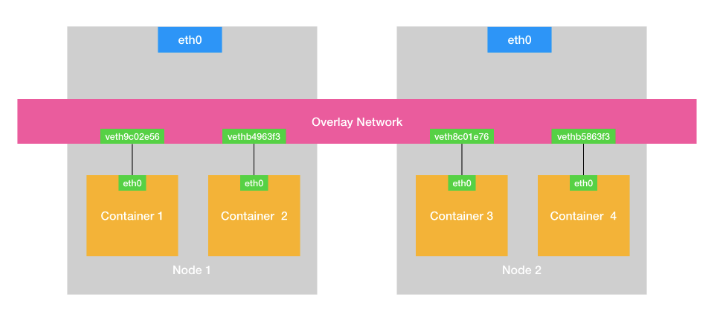 eth0
eth0
Overlay Network
veth9c02e56
vethb4963f3
veth8c01e76
vethb5863f3
eth0
eth0
eth0
eth0
Container 1
Container 2
Container 3
Container 4
Node 1
Node 2